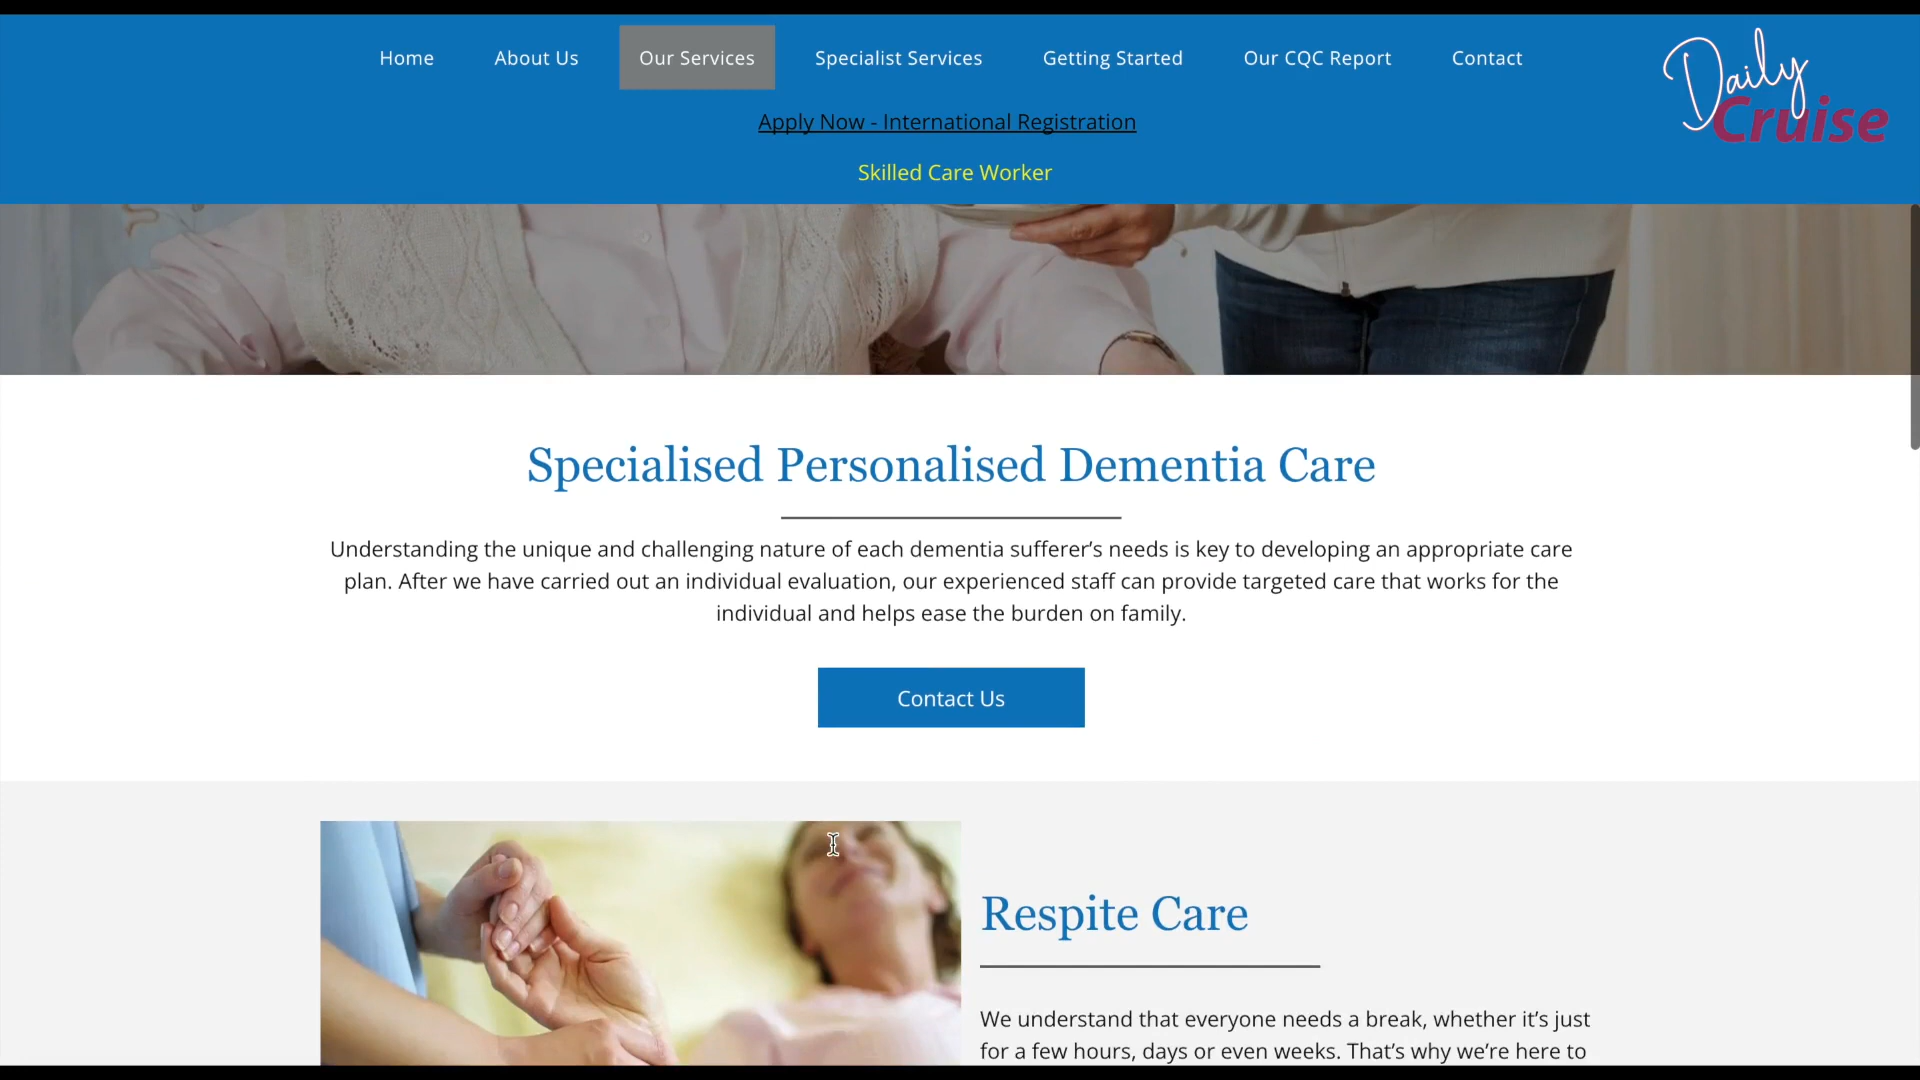 Home About Us Our Services Specialist Services Getting Started Our CQC Report Contact
Daily
Cruise
Apply Now - International Registration
Skilled Care Worker
Specialised Personalised Dementia Care
Understanding the unique and challenging nature of each dementia sufferer’s needs is key to developing an appropriate care
plan. After we have carried out an individual evaluation, our experienced staff can provide targeted care that works for the
individual and helps ease the burden on family.
Contact Us
Respite Care
We understand that everyone needs a break, whether it’s just
for a few hours, days or even weeks. That’s why we’re here to